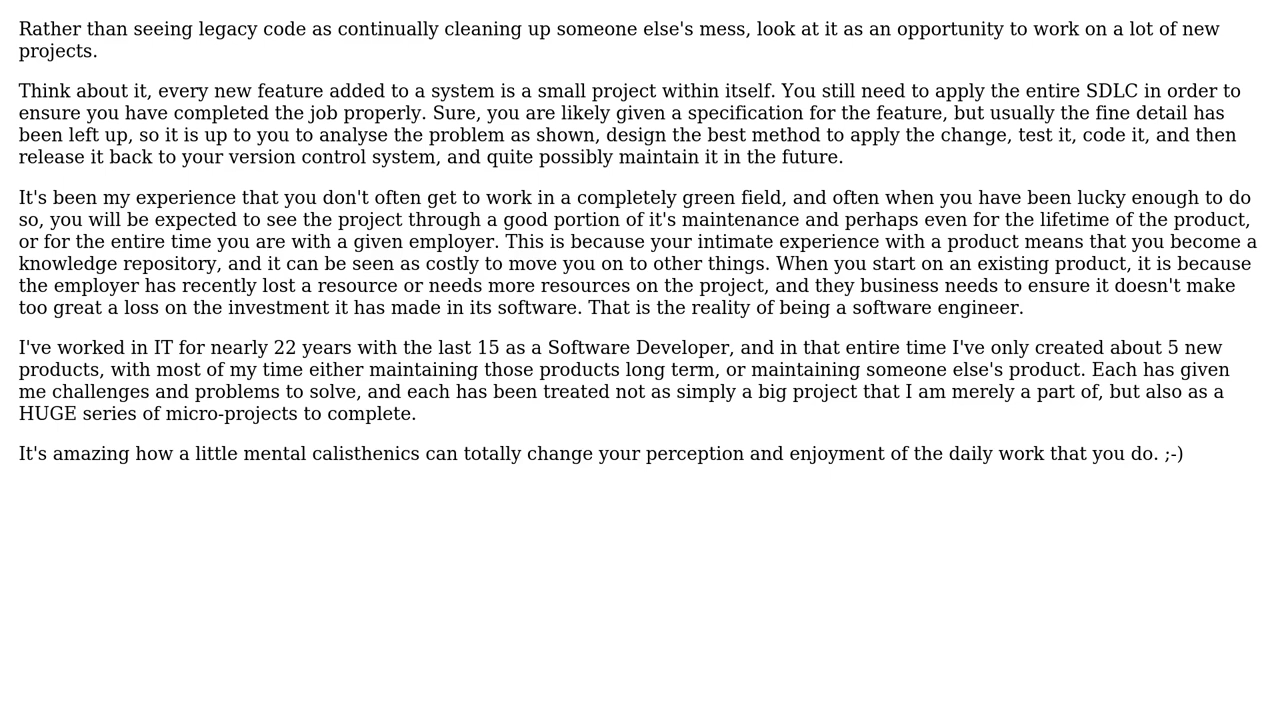 Rather than seeing legacy code as continually cleaning up someone else's mess, look at it as an opportunity to work on a lot of new
projects.
Think about it, every new feature added to a system is a small project within itself. You still need to apply the entire SDLC in order to
ensure you have completed the job properly. Sure, you are likely given a specification for the feature, but usually the fine detail has
been left up, so it is up to you to analyse the problem as shown, design the best method to apply the change, test it, code it, and then
release it back to your version control system, and quite possibly maintain it in the future.
It's been my experience that you don't often get to work in a completely green field, and often when you have been lucky enough to do
so, you will be expected to see the project through a good portion of it's maintenance and perhaps even for the lifetime of the product,
or for the entire time you are with a given employer. This is because your intimate experience with a product means that you become a
knowledge repository, and it can be seen as costly to move you on to other things. When you start on an existing product, it is because
the employer has recently lost a resource or needs more resources on the project, and they business needs to ensure it doesn't make
too great a loss on the investment it has made in its software. That is the reality of being a software engineer.
I've worked in IT for nearly 22 years with the last 15 as a Software Developer, and in that entire time I've only created about 5 new
products, with most of my time either maintaining those products long term, or maintaining someone else's product. Each has given
me challenges and problems to solve, and each has been treated not as simply a big project that I am merely a part of, but also as a
HUGE series of micro-projects to complete.
It's amazing how a little mental calisthenics can totally change your perception and enjoyment of the daily work that you do. ;-)